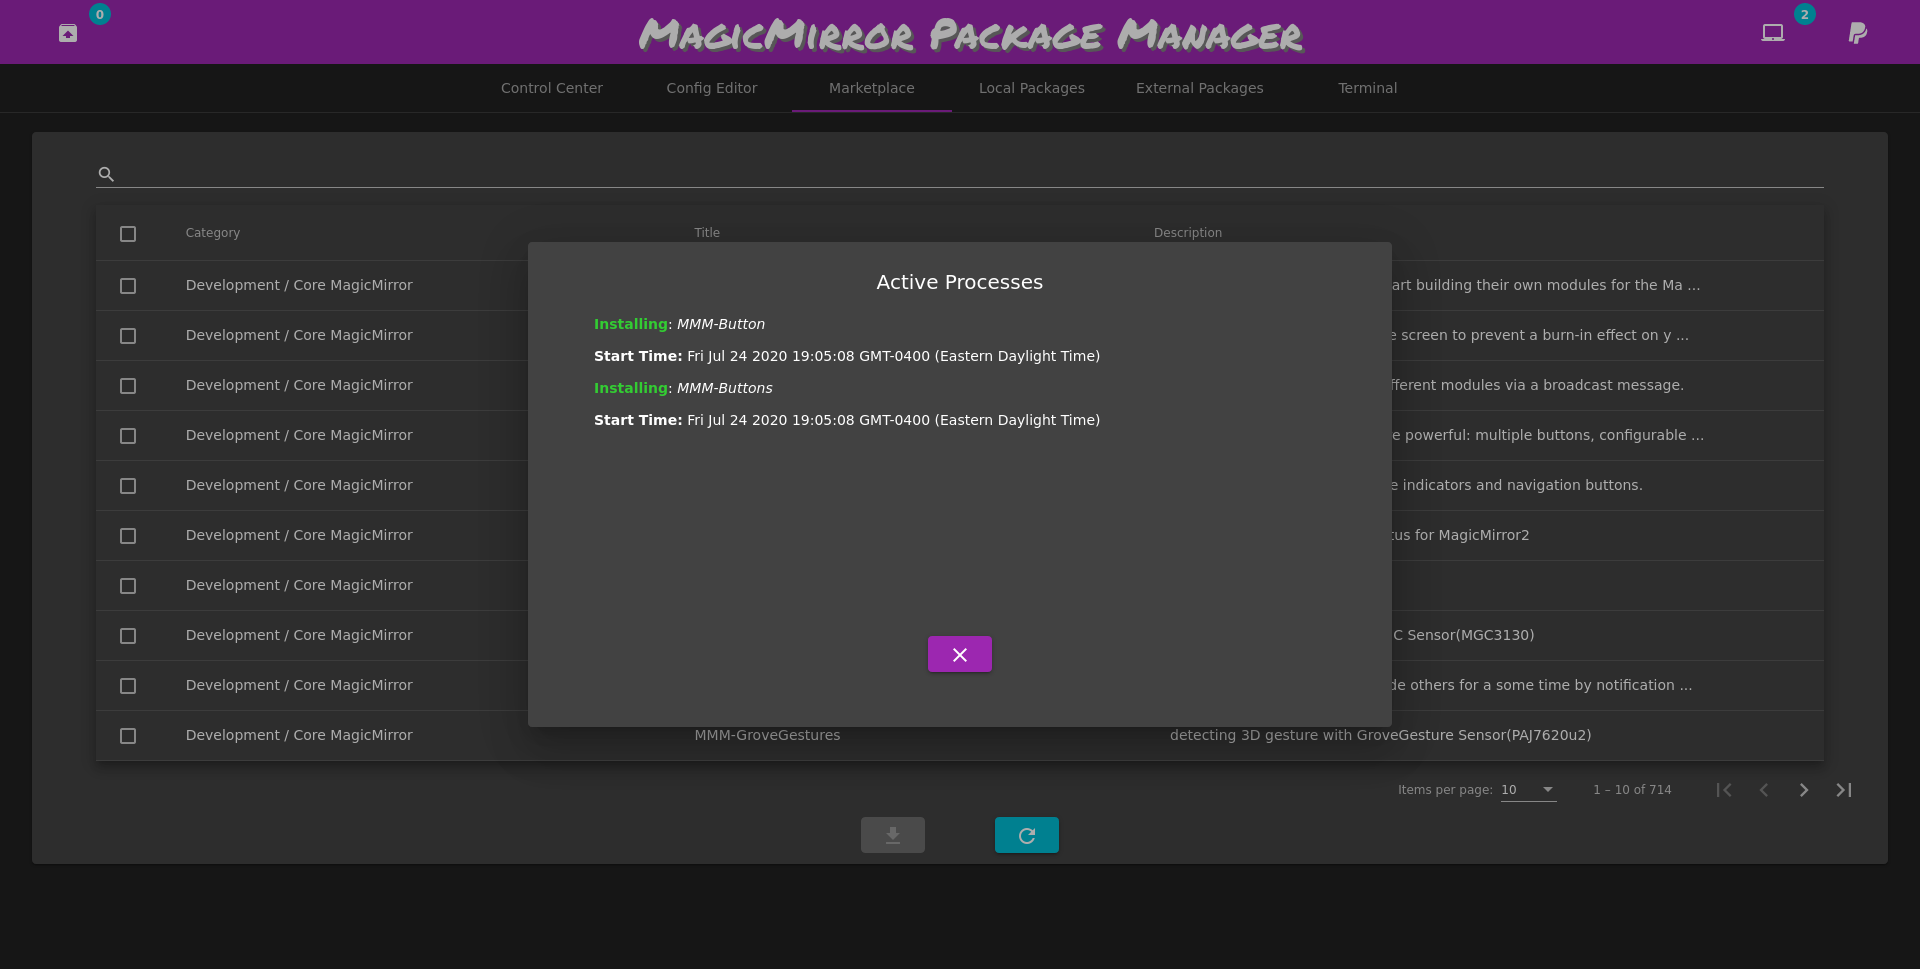 0
MagicMirror Package Manager
2
Control Center
Config Editor
Marketplace
Local Packages
External Packages
Terminal
Category Title Description
Active Processes
Installing: MMM-Button
Start Time: Fri Jul 24 2020 19:05:08 GMT-0400 (Eastern Daylight Time)
Installing: MMM-Buttons
Start Time: Fri Jul 24 2020 19:05:08 GMT-0400 (Eastern Daylight Time)
Development / Core MagicMirror art building their own modules for the Ma ...
Development / Core MagicMirror screen to prevent a burn-in effect on y ...
Development / Core MagicMirror fferent modules via a broadcast message.
Development / Core MagicMirror e powerful: multiple buttons, configurable ...
Development / Core MagicMirror e indicators and navigation buttons.
Development / Core MagicMirror tus for MagicMirror2
Development / Core MagicMirror
Development / Core MagicMirror C Sensor(MGC3130)
Development / Core MagicMirror de others for a some time by notification ...
Development / Core MagicMirror MMM-GroveGestures detecting 3D gesture with GroveGesture Sensor(PAJ7620u2)
Items per page: 10 1 – 10 of 714